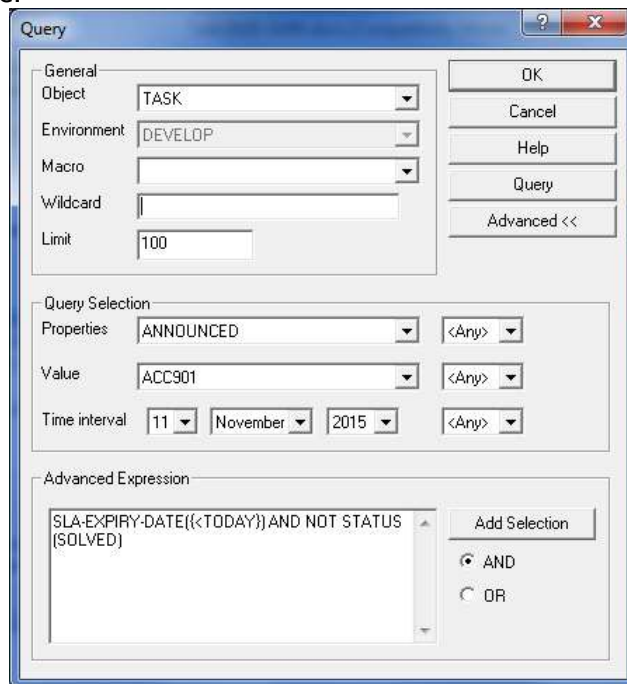 Query
General
Object TASK
Environment DEVELOP
Macro
Wildcard
Limit 100
OK
Cancel
Help
Query
Advanced <<
Query Selection
Properties ANNOUNCED <Any>
Value ACC901 <Any>
Time interval 11 November 2015 <Any>
Advanced Expression
SLA-EXPIRY-DATE({<TODAY}) AND NOT STATUS
(SOLVED)
Add Selection
AND
OR